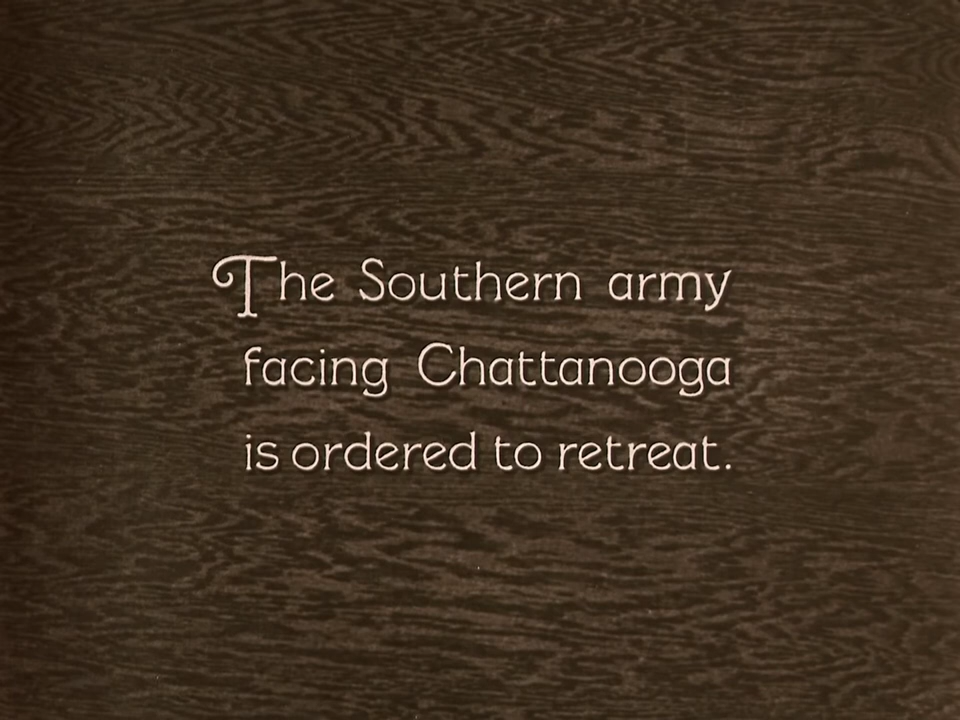 The Southern army
facing Chattanooga
is ordered to retreat.